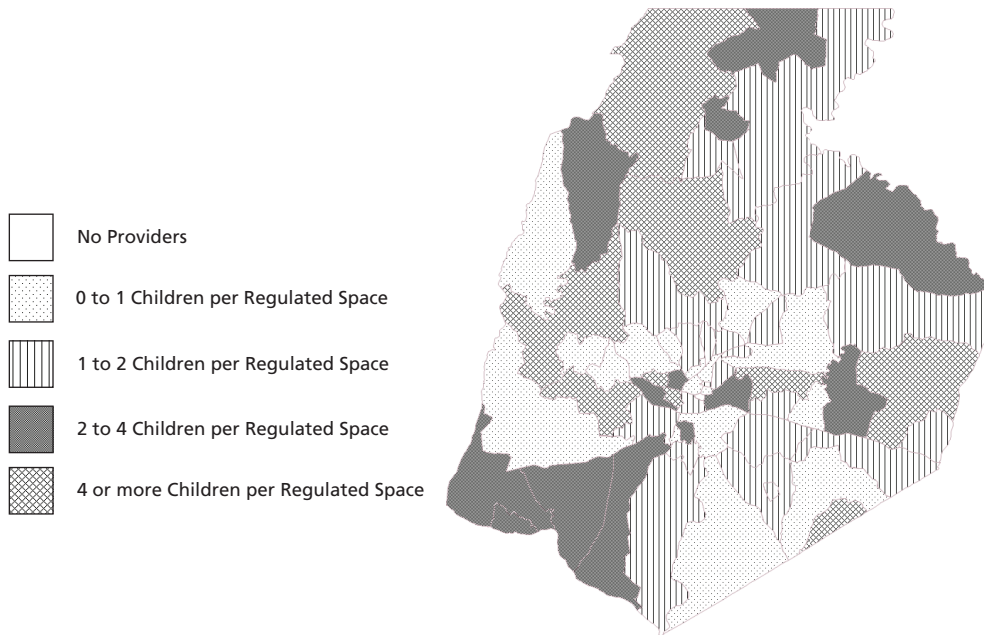 No Providers
0 to 1 Children per Regulated Space
1 to 2 Children per Regulated Space
2 to 4 Children per Regulated Space
4 or more Children per Regulated Space